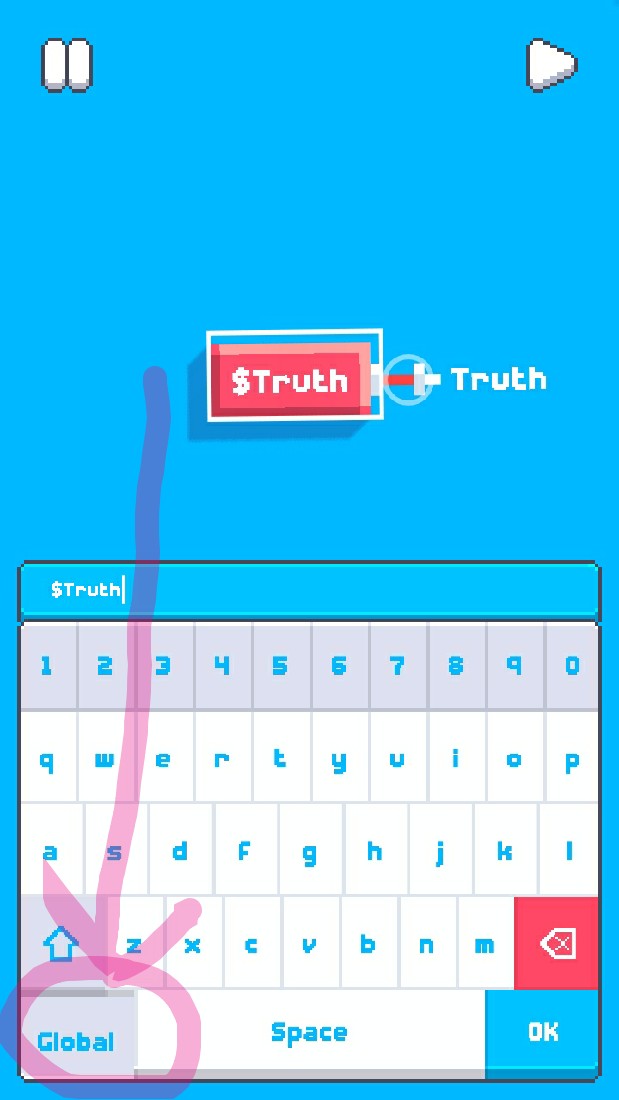 $Truth
Truth
$Truth
1 2 3 4 5 6 7 8 9 0
q w e r t y u i o p
a s d f g h j k l
z x c v b n m
Global Space OK